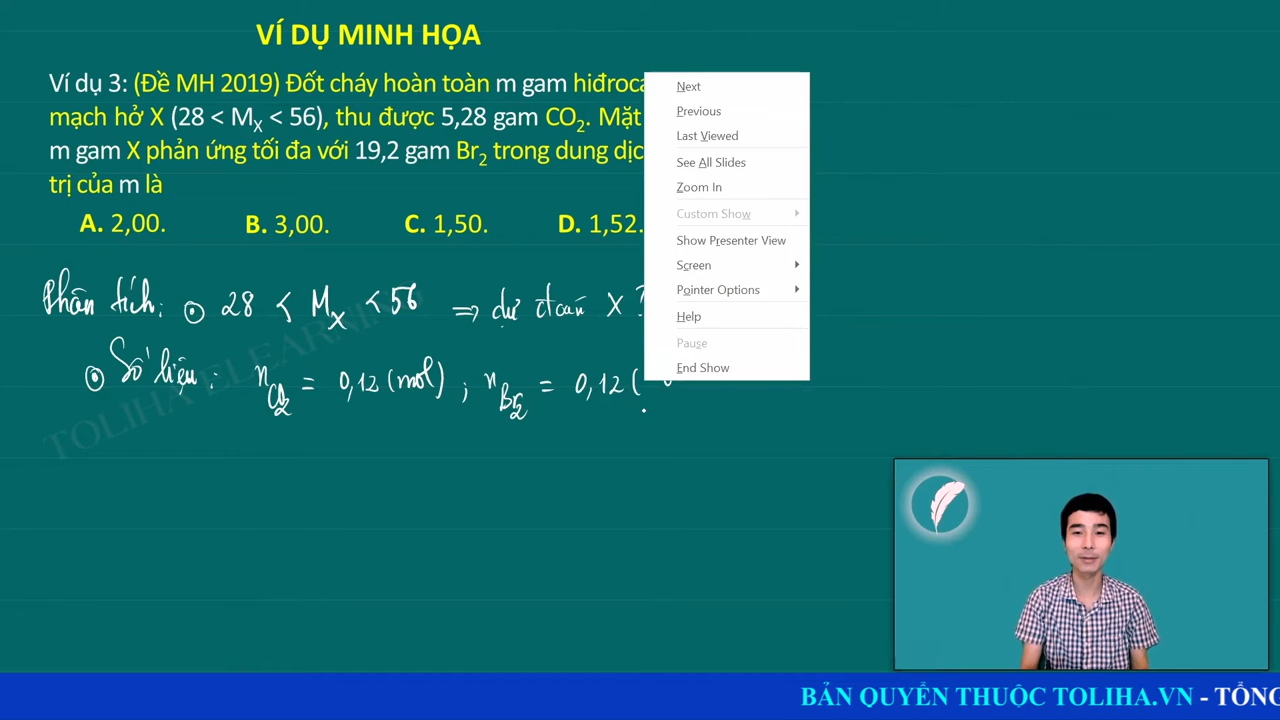 VÍ DỤ MINH HỌA
Ví dụ 3: (Đề MH 2019) Đốt cháy hoàn toàn m gam hiđroca
mạch hở X (28 < Mx < 56), thu được 5,28 gam CO2. Mặt
m gam X phản ứng tối đa với 19,2 gam Br2 trong dung dịc
trị của m là
A. 2,00. B. 3,00. C. 1,50. D. 1,52.
Next
Previous
Last Viewed
See All Slides
Zoom In
Custom Show
Show Presenter View
Screen
Pointer Options
Help
Pause
End Show
Phân tích: ⊙ 28 < Mx < 56 ⇒ dự đoán X ?
⊙ Số liệu: nCO2 = 0,12 (mol) ; nBr2 = 0,12 (
TOLIHA ELEARNING
BẢN QUYỀN THUỘC TOLIHA.VN - TỔNG